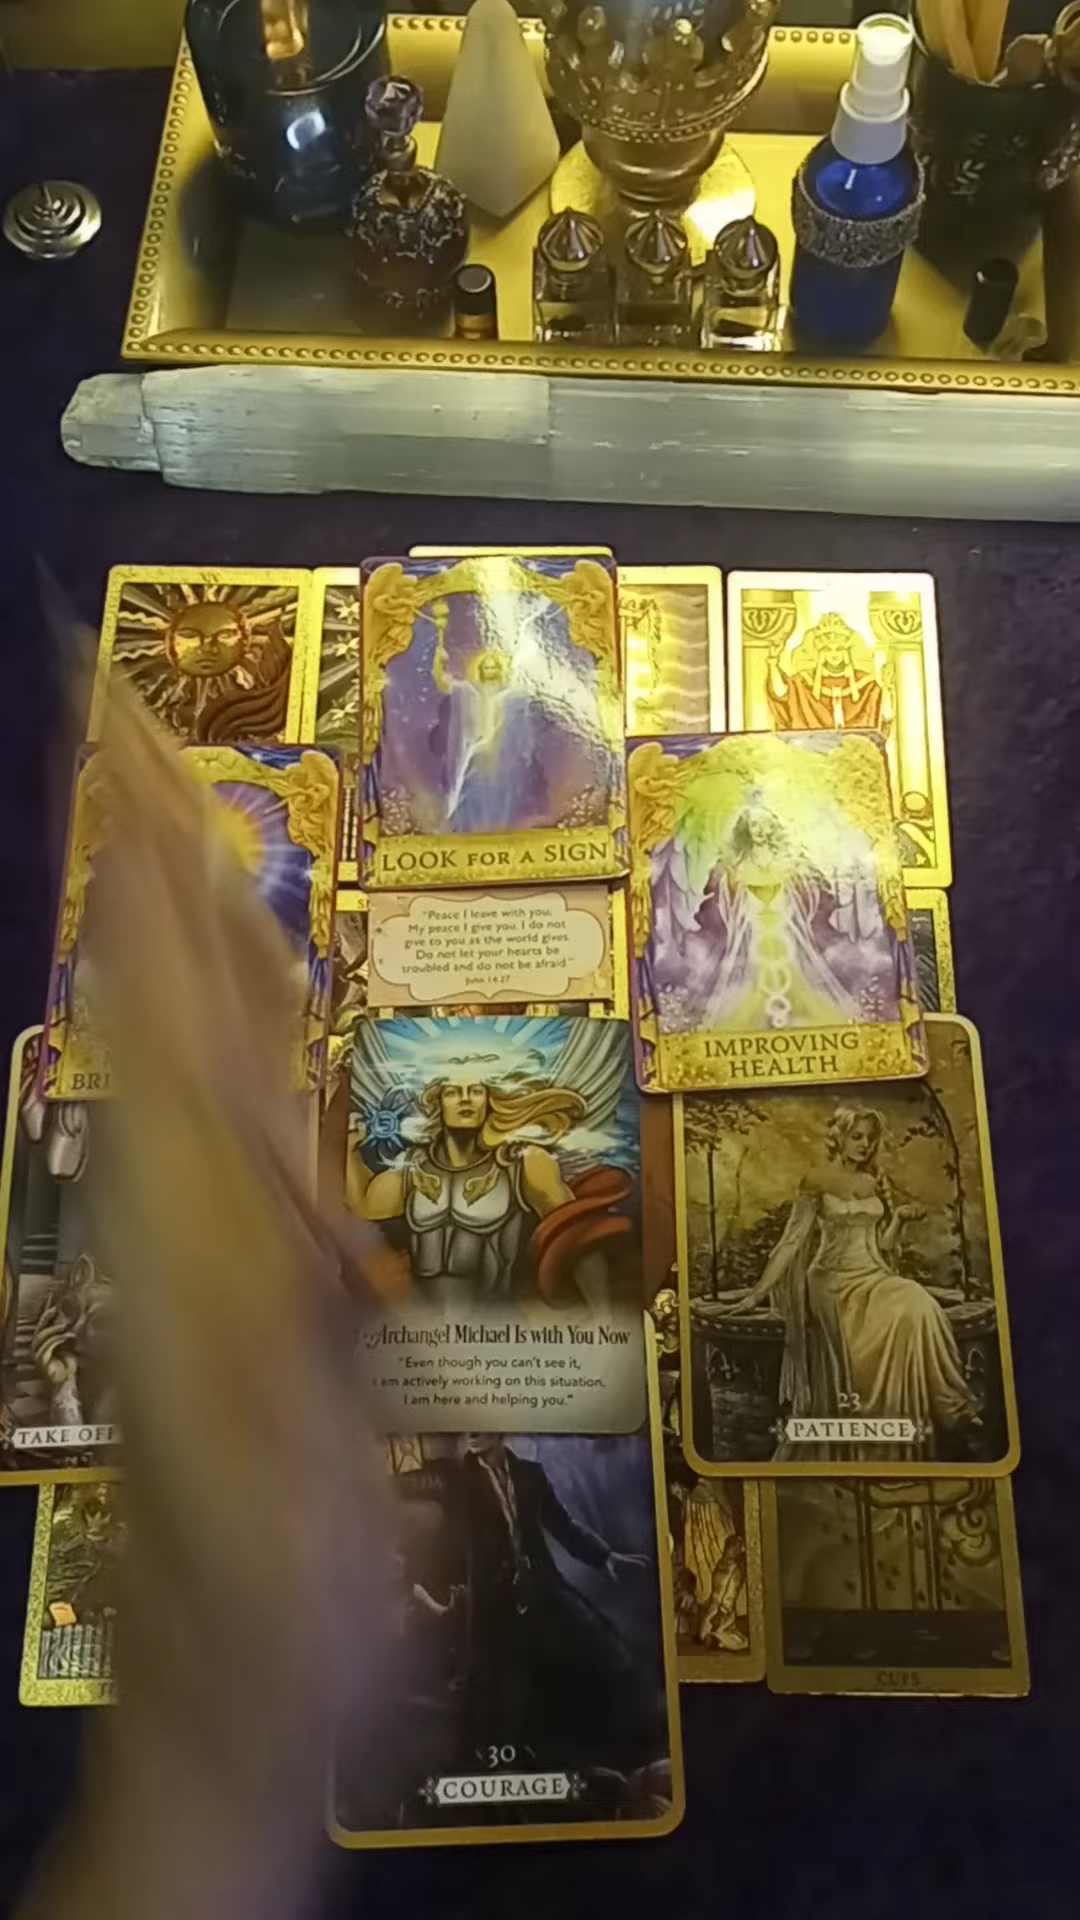 LOOK FOR A SIGN
"Peace I leave with you.
My peace I give you. I do not
give to you as the world gives.
Do not let your hearts be
troubled and do not be afraid."
John 14:27
IMPROVING
HEALTH
BRI
Archangel Michael Is with You Now
"Even though you can't see it,
I am actively working on this situation.
I am here and helping you."
TAKE OFF
23
PATIENCE
CUPS
30
COURAGE